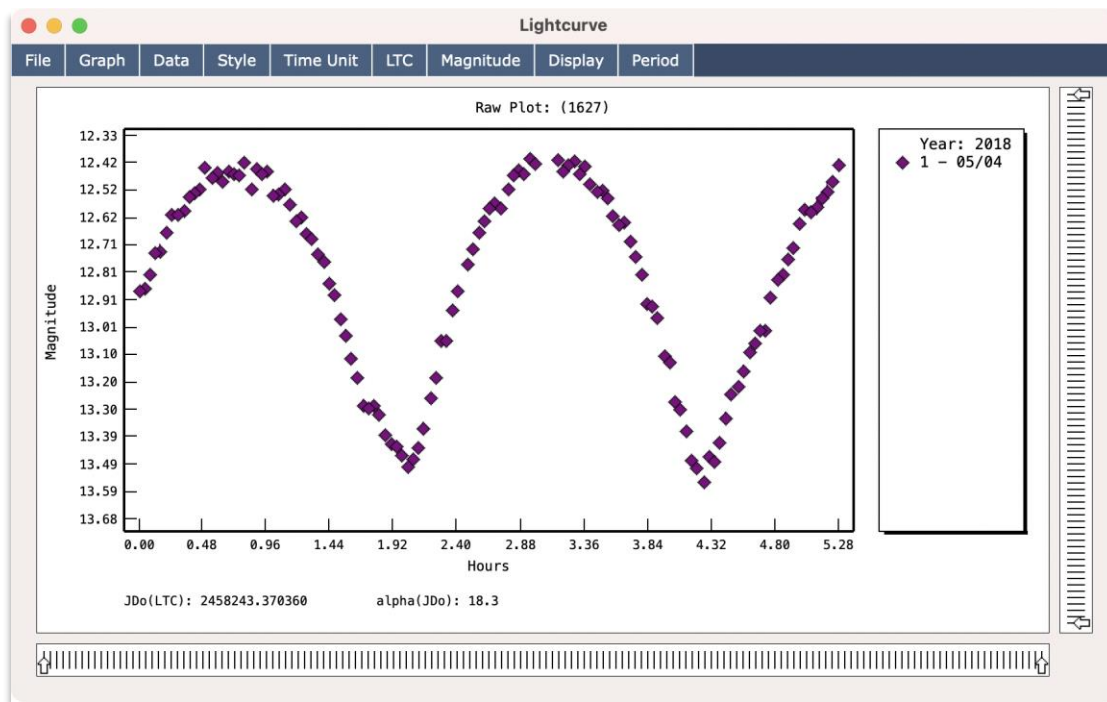 Lightcurve
File Graph Data Style Time Unit LTC Magnitude Display Period
Raw Plot: (1627)
Year: 2018
1 – 05/04
12.33
12.42
12.52
12.62
12.71
12.81
12.91
13.01
13.10
13.20
13.30
13.39
13.49
13.59
13.68
Magnitude
0.00 0.48 0.96 1.44 1.92 2.40 2.88 3.36 3.84 4.32 4.80 5.28
Hours
JDo(LTC): 2458243.370360 alpha(JDo): 18.3